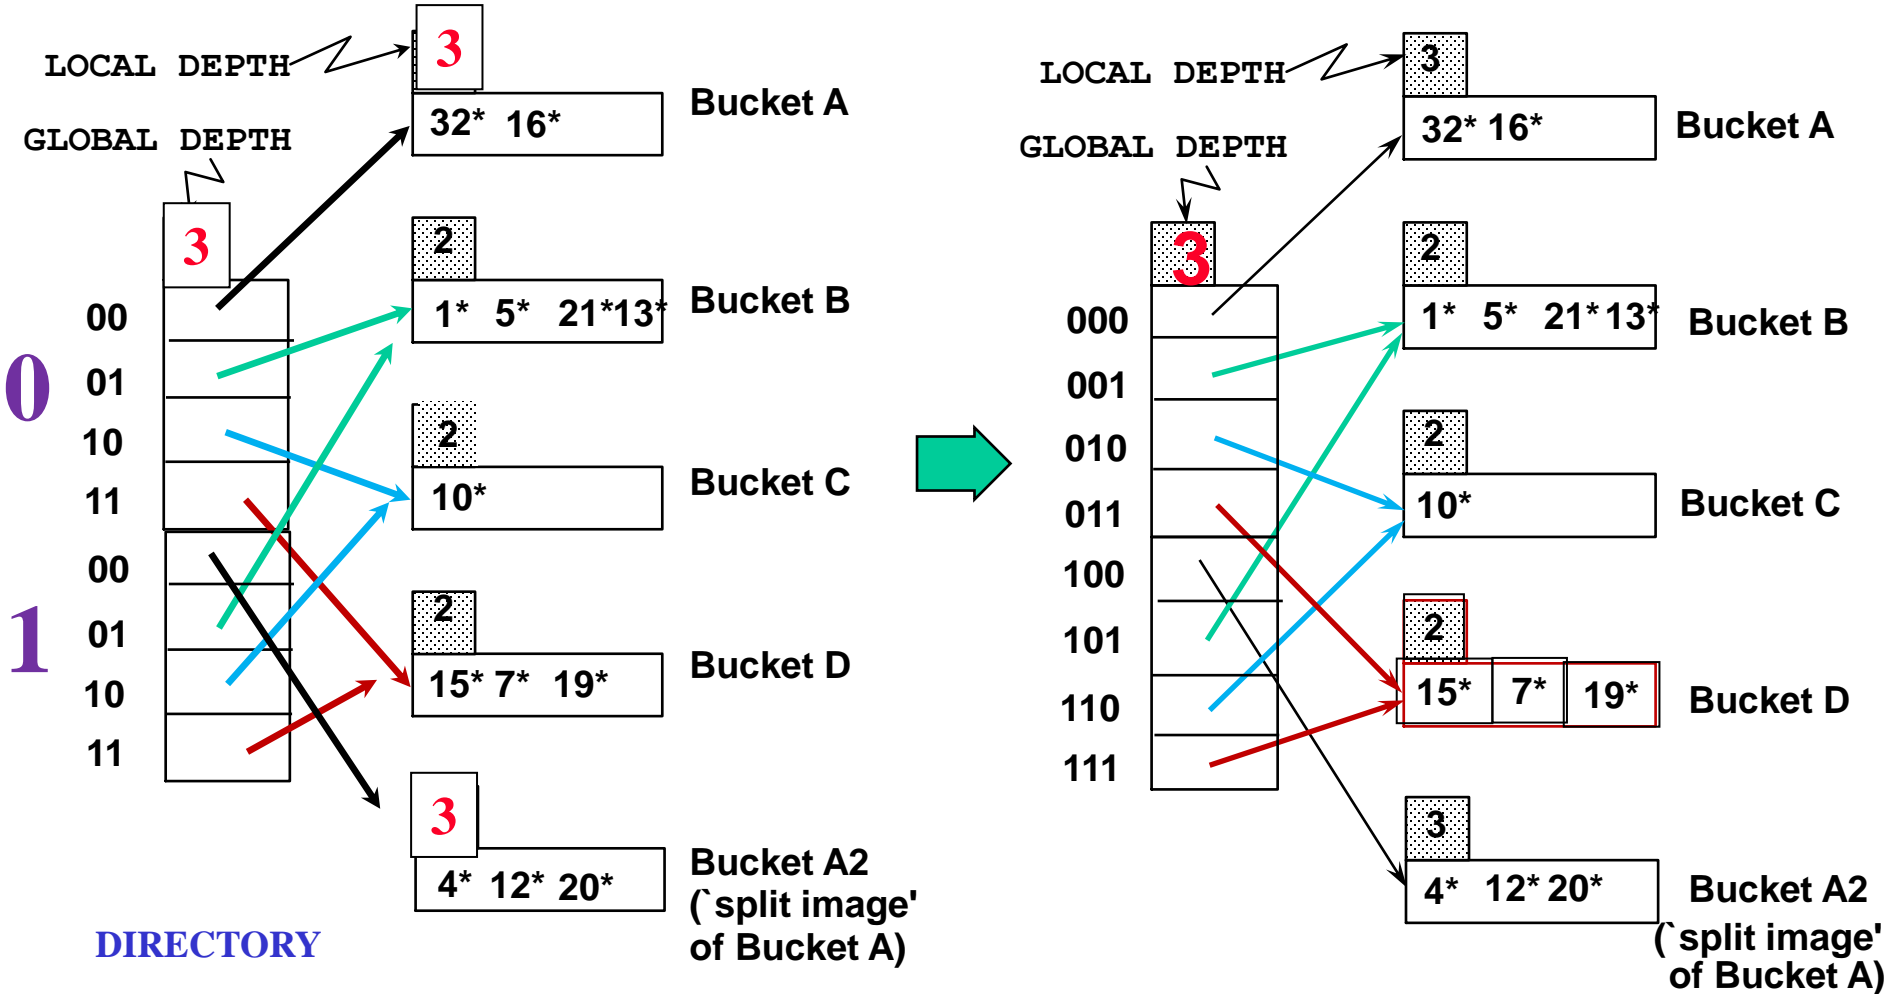 LOCAL DEPTH
3
32* 16*
Bucket A
GLOBAL DEPTH
3
2
1* 5* 21*13*
Bucket B
0
00
01
10
11
2
10*
Bucket C
1
00
01
10
11
2
15* 7* 19*
Bucket D
3
4* 12* 20*
Bucket A2
(`split image'
of Bucket A)
DIRECTORY
LOCAL DEPTH
3
32* 16*
Bucket A
GLOBAL DEPTH
3
2
1* 5* 21* 13*
Bucket B
000
001
010
011
100
101
110
111
2
10*
Bucket C
2
15* 7* 19*
Bucket D
3
4* 12* 20*
Bucket A2
(`split image'
of Bucket A)